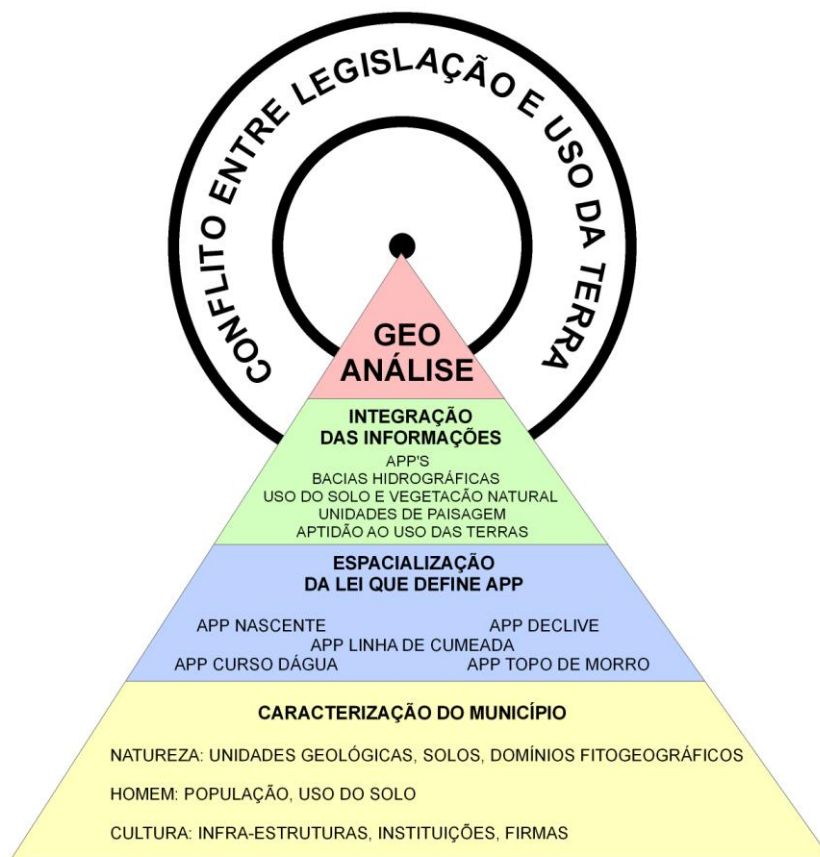 CONFLITO ENTRE LEGISLAÇÃO E USO DA TERRA
GEO
ANÁLISE
INTEGRAÇÃO
DAS INFORMAÇÕES
APP'S
BACIAS HIDROGRÁFICAS
USO DO SOLO E VEGETACÃO NATURAL
UNIDADES DE PAISAGEM
APTIDÃO AO USO DAS TERRAS
ESPACIALIZAÇÃO
DA LEI QUE DEFINE APP
APP NASCENTE APP DECLIVE
APP LINHA DE CUMEADA
APP CURSO DÁGUA APP TOPO DE MORRO
CARACTERIZAÇÃO DO MUNICÍPIO
NATUREZA: UNIDADES GEOLÓGICAS, SOLOS, DOMÍNIOS FITOGEOGRÁFICOS
HOMEM: POPULAÇÃO, USO DO SOLO
CULTURA: INFRA-ESTRUTURAS, INSTITUIÇÕES, FIRMAS